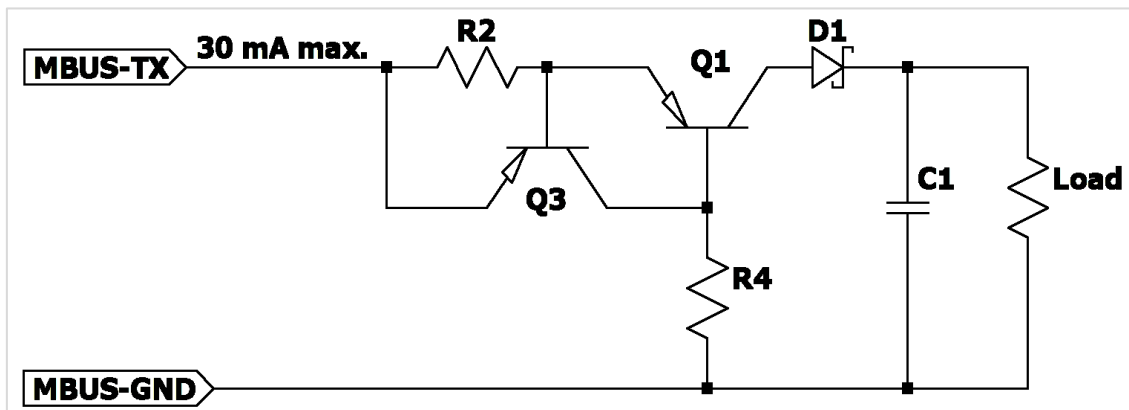 MBUS-TX
30 mA max.
R2
Q1
D1
Q3
C1
Load
R4
MBUS-GND